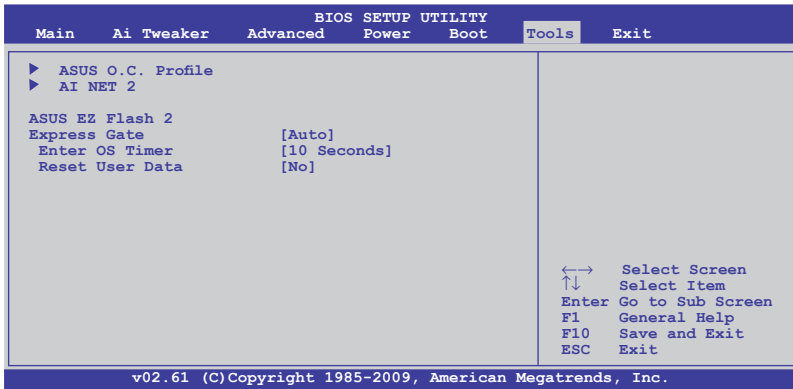 BIOS SETUP UTILITY
Main Ai Tweaker Advanced Power Boot Tools Exit
ASUS O.C. Profile
AI NET 2
ASUS EZ Flash 2
Express Gate [Auto]
Enter OS Timer [10 Seconds]
Reset User Data [No]
←→ Select Screen
↑↓ Select Item
Enter Go to Sub Screen
F1 General Help
F10 Save and Exit
ESC Exit
v02.61 (C)Copyright 1985-2009, American Megatrends, Inc.